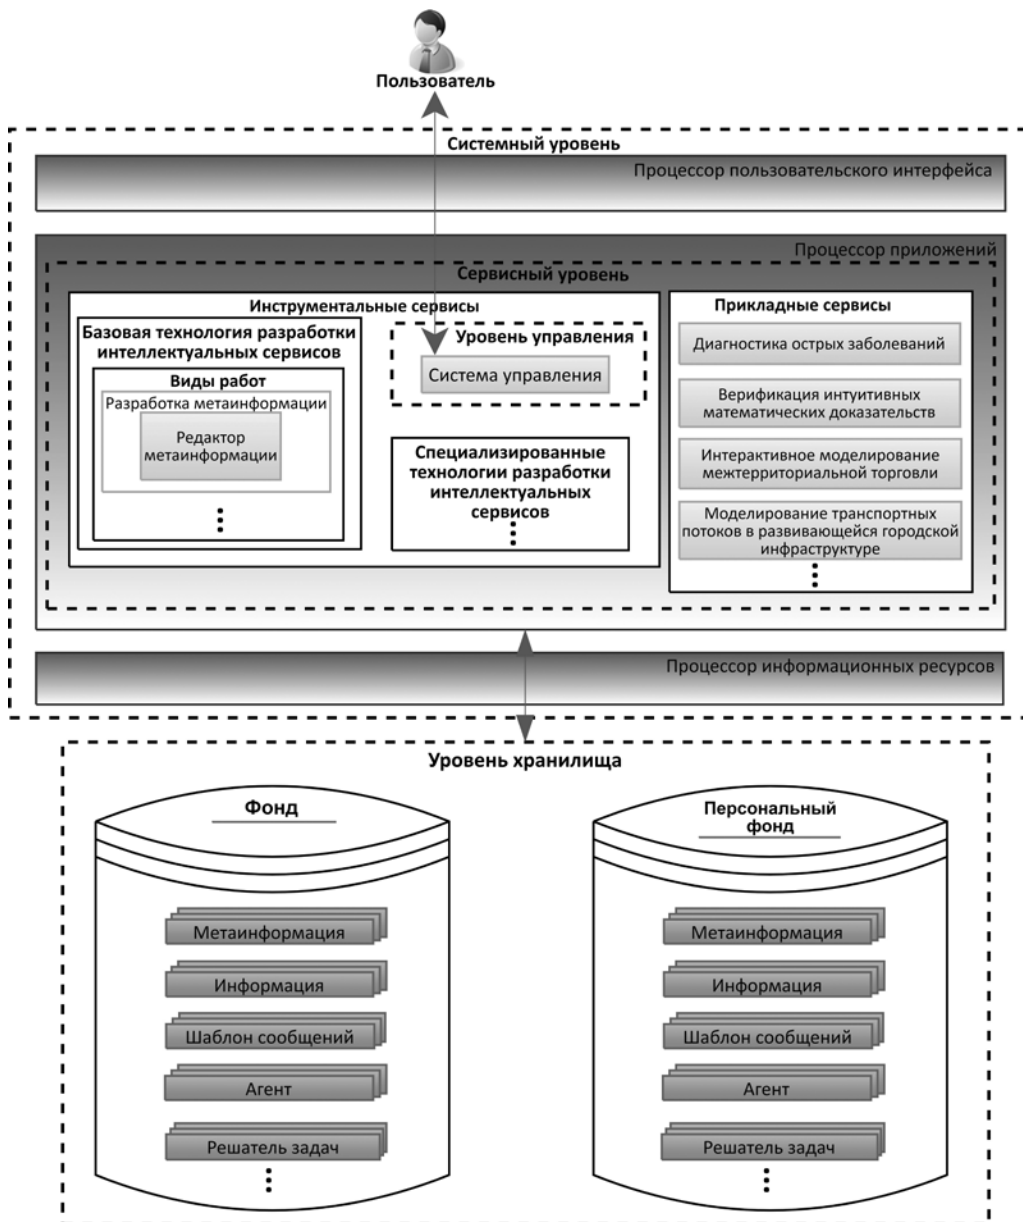 Пользователь
Системный уровень
Процессор пользовательского интерфейса
Процессор приложений
Сервисный уровень
Инструментальные сервисы
Базовая технология разработки
интеллектуальных сервисов
Виды работ
Разработка метаинформации
Редактор
метаинформации
Уровень управления
Система управления
Специализированные
технологии разработки
интеллектуальных
сервисов
Прикладные сервисы
Диагностика острых заболеваний
Верификация интуитивных
математических доказательств
Интерактивное моделирование
межтерриториальной торговли
Моделирование транспортных
потоков в развивающейся городской
инфраструктуре
Процессор информационных ресурсов
Уровень хранилища
Фонд
Метаинформация
Информация
Шаблон сообщений
Агент
Решатель задач
Персональный
фонд
Метаинформация
Информация
Шаблон сообщений
Агент
Решатель задач